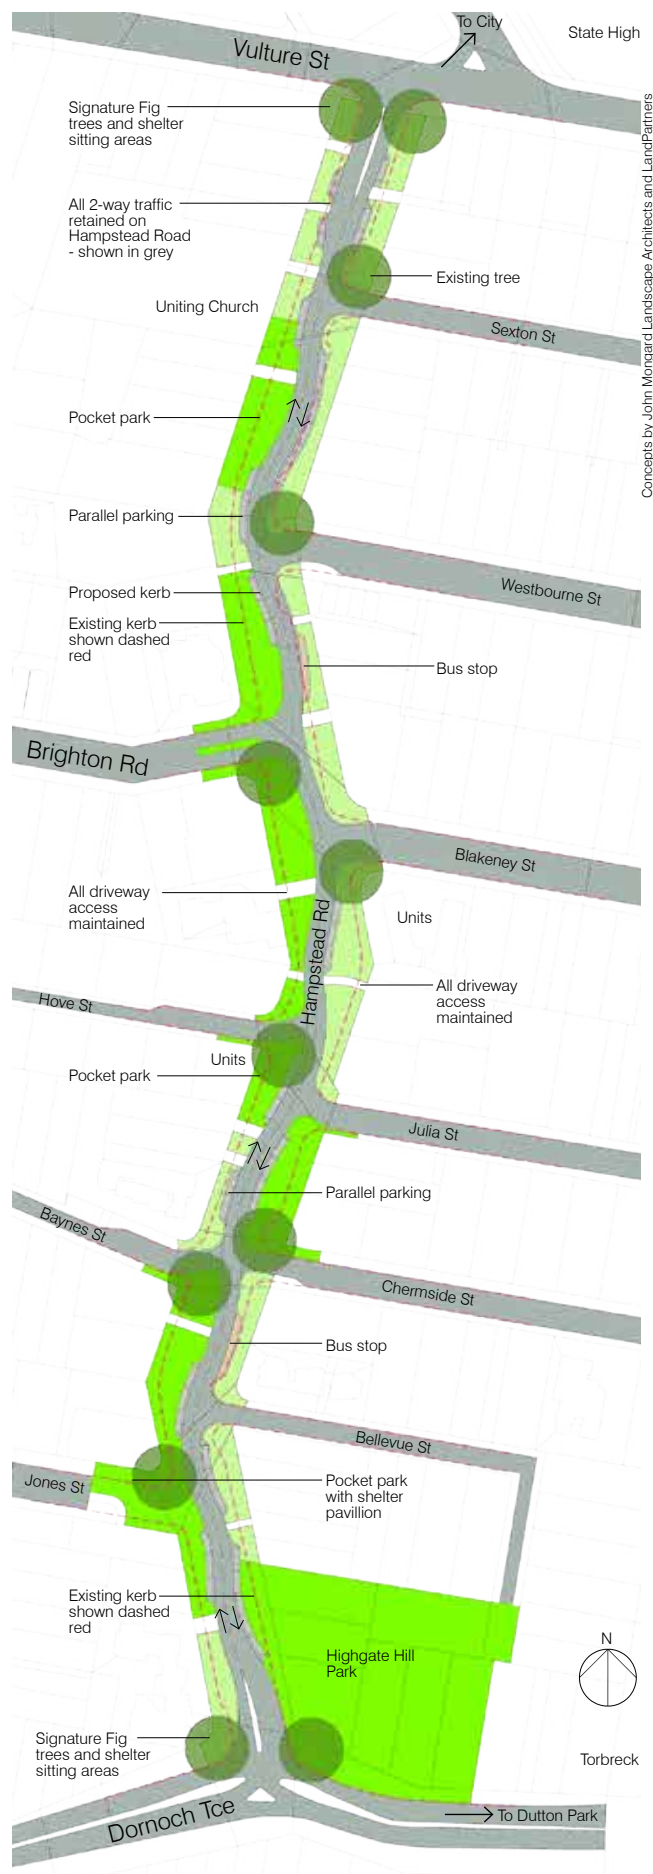 To City
State High
Vulture St
Signature Fig
trees and shelter
sitting areas
Concepts by John Mongard Landscape Architects and LandPartners
All 2-way traffic
retained on
Hampstead Road
- shown in grey
Existing tree
Uniting Church
Sexton St
Pocket park
Parallel parking
Westbourne St
Proposed kerb
Existing kerb
shown dashed
red
Bus stop
Brighton Rd
Blakeney St
All driveway
access
maintained
Units
Hampstead Rd
All driveway
access
maintained
Hove St
Units
Pocket park
Julia St
Parallel parking
Baynes St
Chermside St
Bus stop
Bellevue St
Jones St
Pocket park
with shelter
pavillion
Existing kerb
shown dashed
red
N
Highgate Hill
Park
Signature Fig
trees and shelter
sitting areas
Torbreck
Dornoch Tce
To Dutton Park